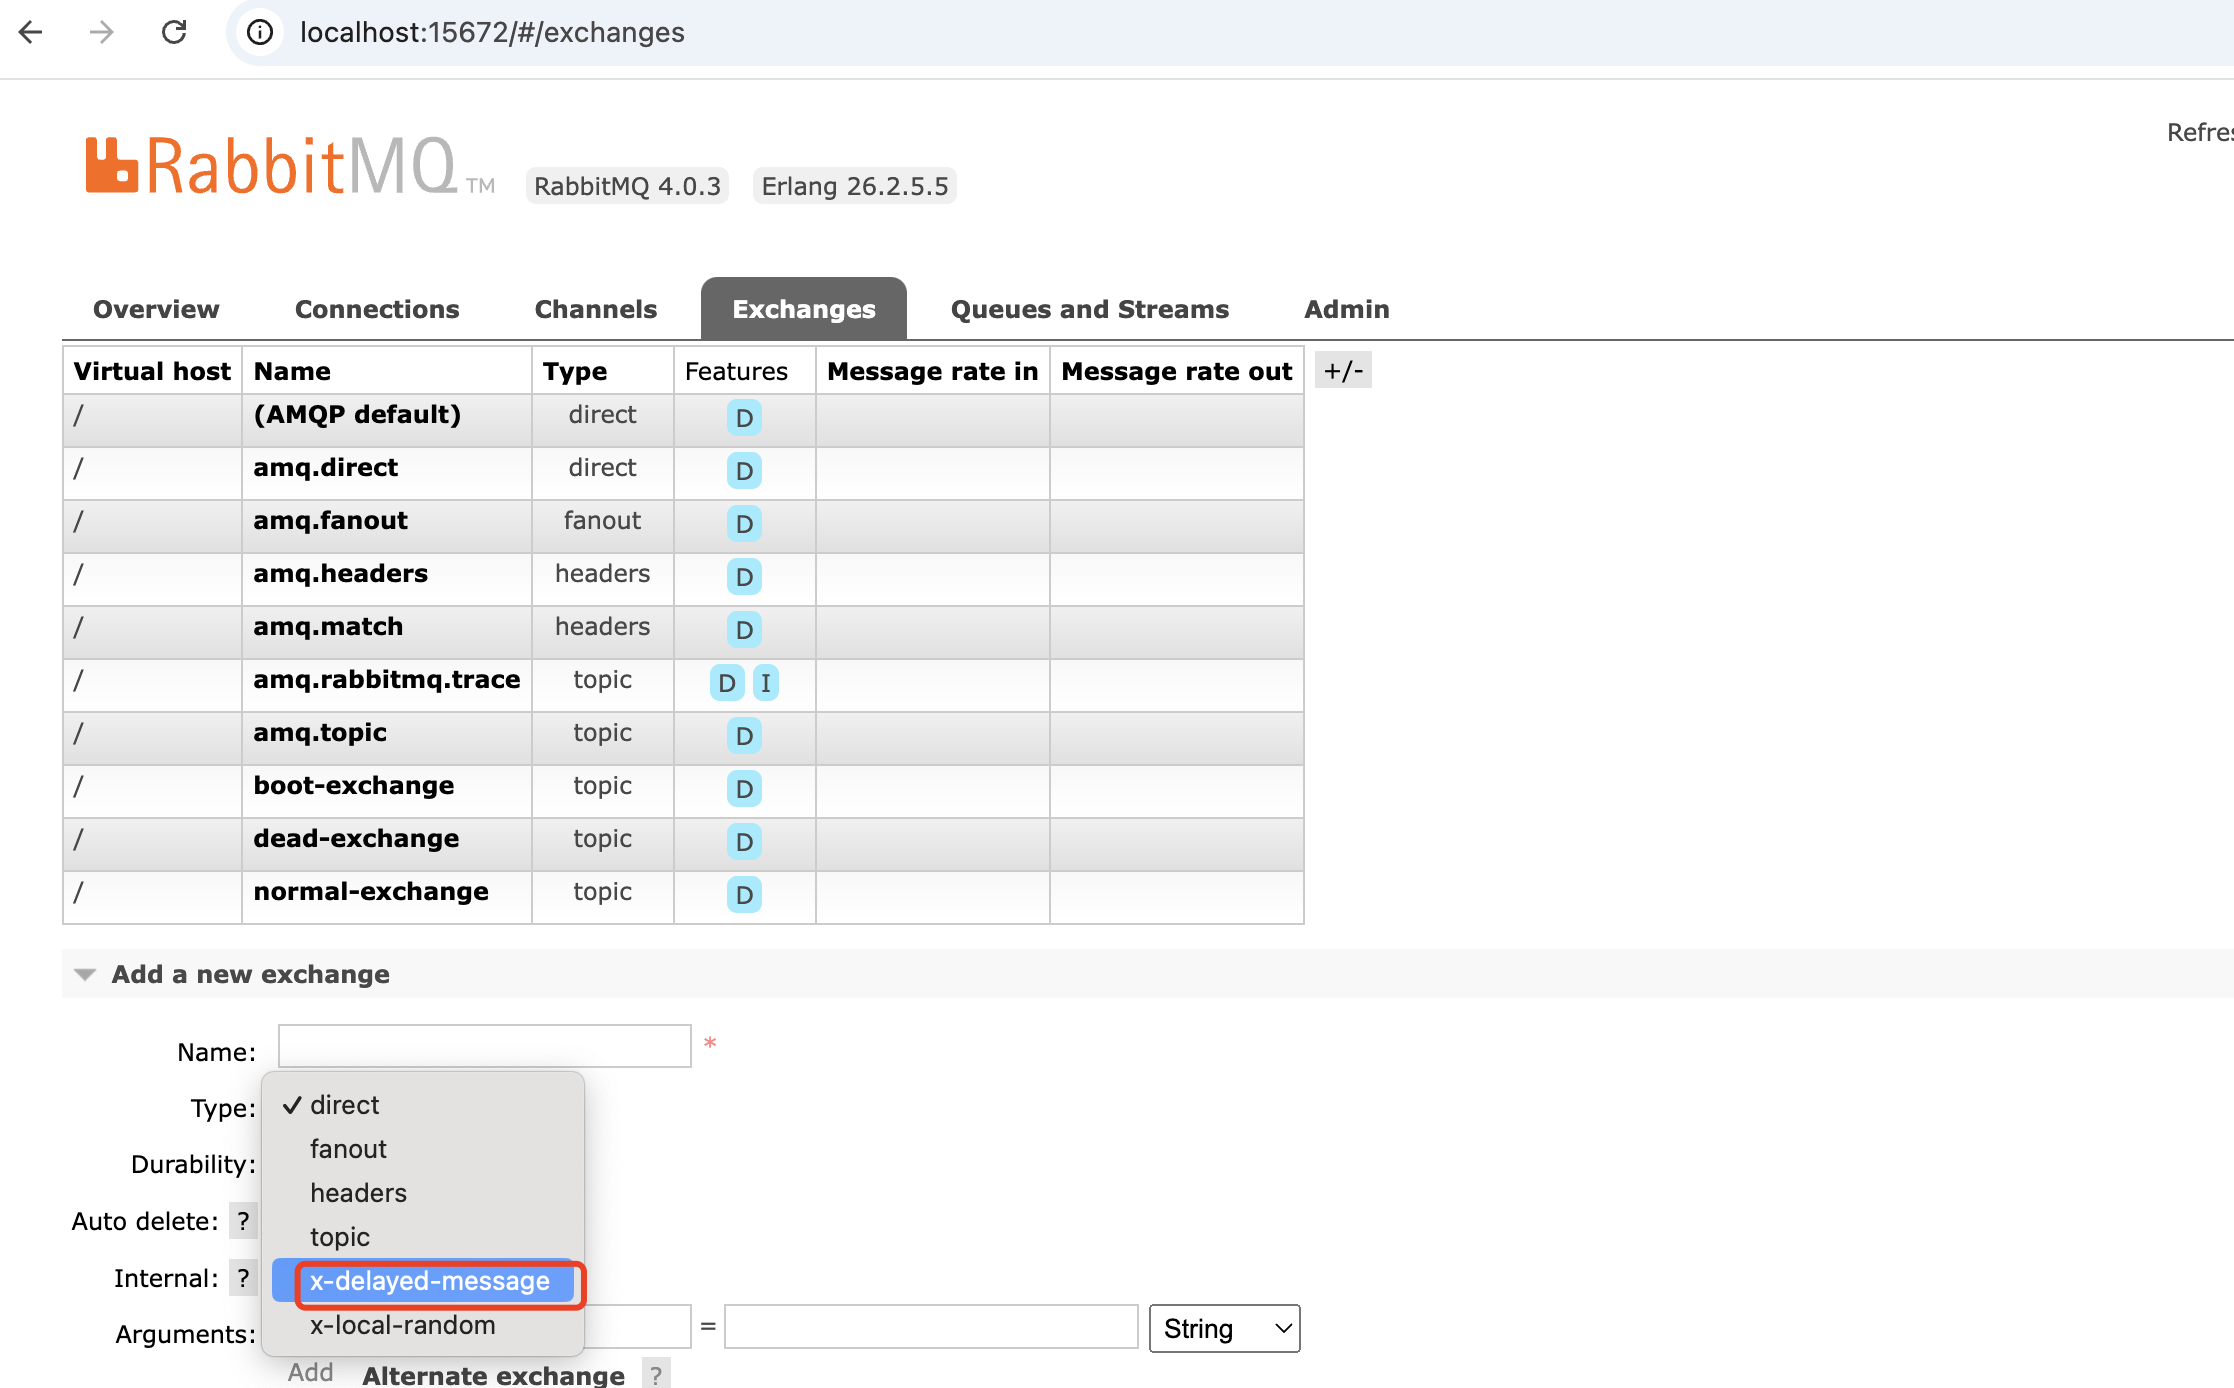 localhost:15672/#/exchanges
Refres
RabbitMQ TM RabbitMQ 4.0.3 Erlang 26.2.5.5
Overview Connections Channels Exchanges Queues and Streams Admin
Virtual host Name Type Features Message rate in Message rate out +/-
/ (AMQP default) direct D
/ amq.direct direct D
/ amq.fanout fanout D
/ amq.headers headers D
/ amq.match headers D
/ amq.rabbitmq.trace topic D I
/ amq.topic topic D
/ boot-exchange topic D
/ dead-exchange topic D
/ normal-exchange topic D
Add a new exchange
Name: *
Type: ✓ direct
fanout
Durability:
headers
Auto delete: ?
topic
Internal: ? x-delayed-message
Arguments: x-local-random = String
Add Alternate exchange ?